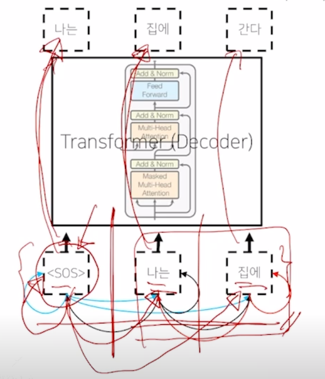 나는 집에 간다
Add & Norm
Feed
Forward
Add & Norm
Multi-Head
Attention
Transformer (Decoder)
Add & Norm
Masked
Multi-Head
Attention
<SOS> 나는 집에